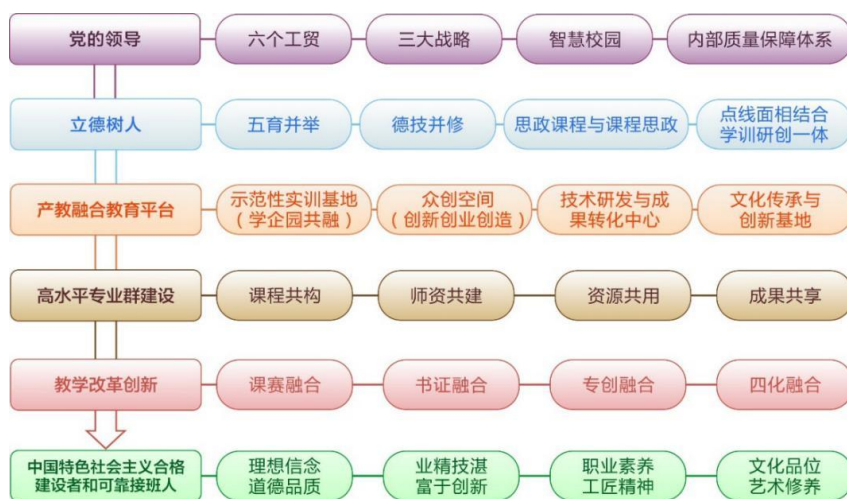 党的领导
六个工贸
三大战略
智慧校园
内部质量保障体系
立德树人
五育并举
德技并修
思政课程与课程思政
点线面相结合
学训研创一体
产教融合教育平台
示范性实训基地
（学企园共融）
众创空间
（创新创业创造）
技术研发与成
果转化中心
文化传承与
创新基地
高水平专业群建设
课程共构
师资共建
资源共用
成果共享
教学改革创新
课赛融合
书证融合
专创融合
四化融合
中国特色社会主义合格
建设者和可靠接班人
理想信念
道德品质
业精技湛
富于创新
职业素养
工匠精神
文化品位
艺术修养